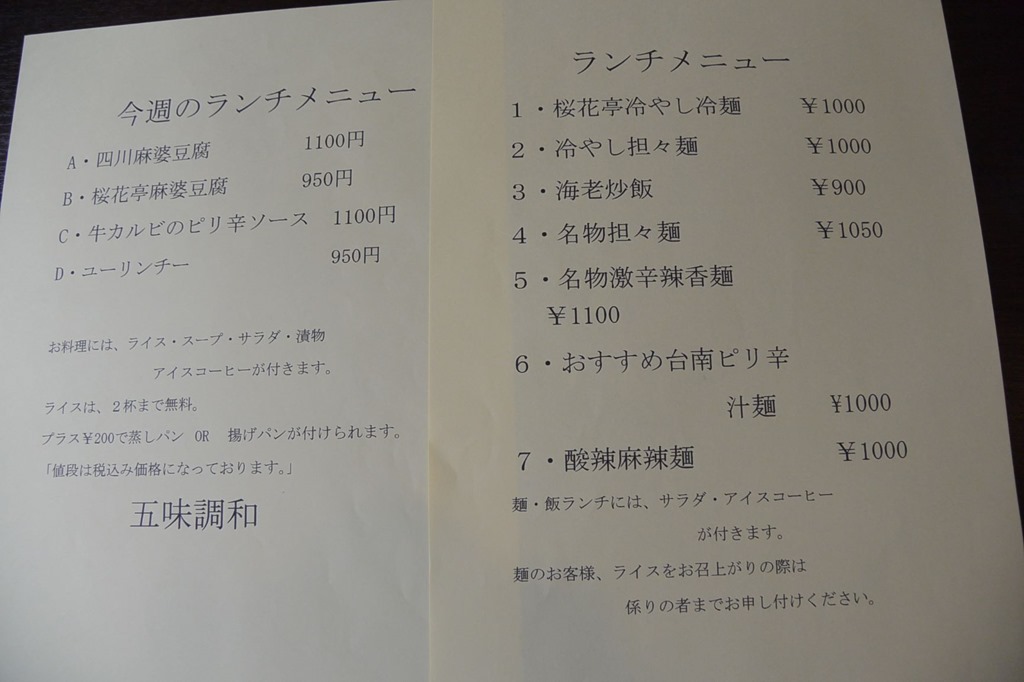 今週のランチメニュー
A・四川麻婆豆腐 1100円
B・桜花亭麻婆豆腐 950円
C・牛カルビのピリ辛ソース 1100円
D・ユーリンチー 950円
お料理には、ライス・スープ・サラダ・漬物
アイスコーヒーが付きます。
ライスは、２杯まで無料。
プラス￥200で蒸しパン OR 揚げパンが付けられます。
「値段は税込み価格になっております。」
五味調和
ランチメニュー
１・桜花亭冷やし冷麺 ￥1000
２・冷やし担々麺 ￥1000
３・海老炒飯 ￥900
４・名物担々麺 ￥1050
５・名物激辛辣香麺
￥1100
６・おすすめ台南ピリ辛
汁麺 ¥1000
７・酸辣麻辣麺 ￥1000
麺・飯ランチには、サラダ・アイスコーヒー
が付きます。
麺のお客様、ライスをお召上がりの際は
係りの者までお申し付けください。